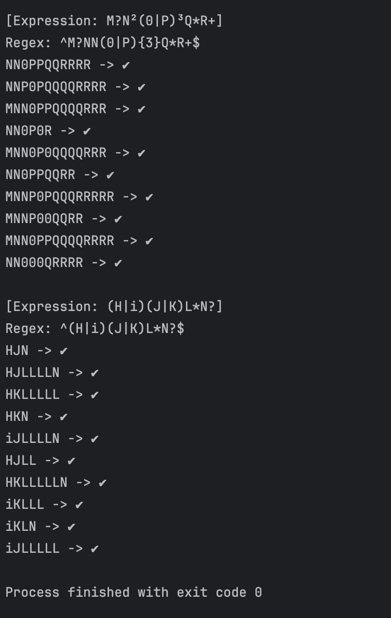 [Expression: M?N²(0|P)³Q*R+]
Regex: ^M?NN(0|P){3}Q*R+$
NN0PPQQRRRR -> ✔
NNP0PQQQQRRRR -> ✔
MNN0PPQQQQRRR -> ✔
NN0P0R -> ✔
MNN0P0QQQQRRR -> ✔
NN0PPQQRR -> ✔
MNNP0PQQQRRRRR -> ✔
MNNP00QQRR -> ✔
MNN0PPQQQQRRRR -> ✔
NN000QRRRR -> ✔
[Expression: (H|i)(J|K)L*N?]
Regex: ^(H|i)(J|K)L*N?$
HJN -> ✔
HJLLLLN -> ✔
HKLLLLL -> ✔
HKN -> ✔
iJLLLLN -> ✔
HJLL -> ✔
HKLLLLLN -> ✔
iKLLL -> ✔
iKLN -> ✔
iJLLLLL -> ✔
Process finished with exit code 0